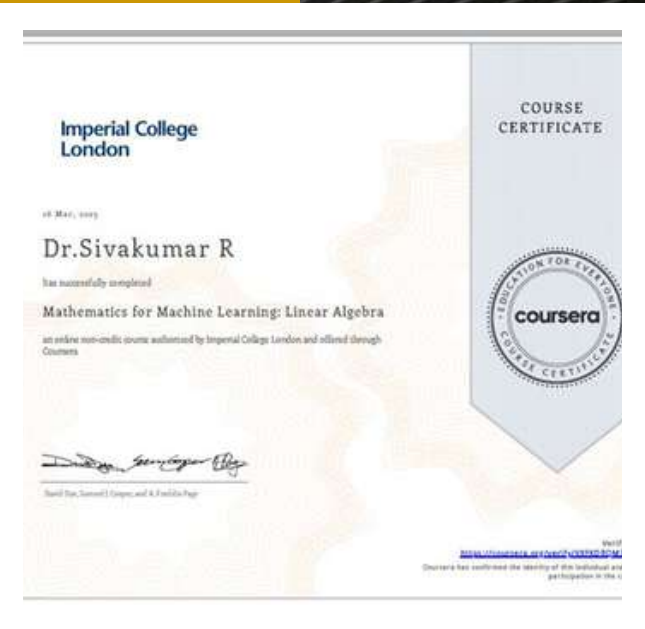 Imperial College
London
COURSE
CERTIFICATE
Dr.Sivakumar R
has successfully completed
Mathematics for Machine Learning: Linear Algebra
an online non-credit course authorized by Imperial College London and offered through
Coursera
EDUCATION FOR EVERYONE
coursera
COURSE CERTIFICATE
David Dye, Samuel J. Cooper, and A. Freddie Page
Verif
Coursera has confirmed the identity of this individual and
participation in the c